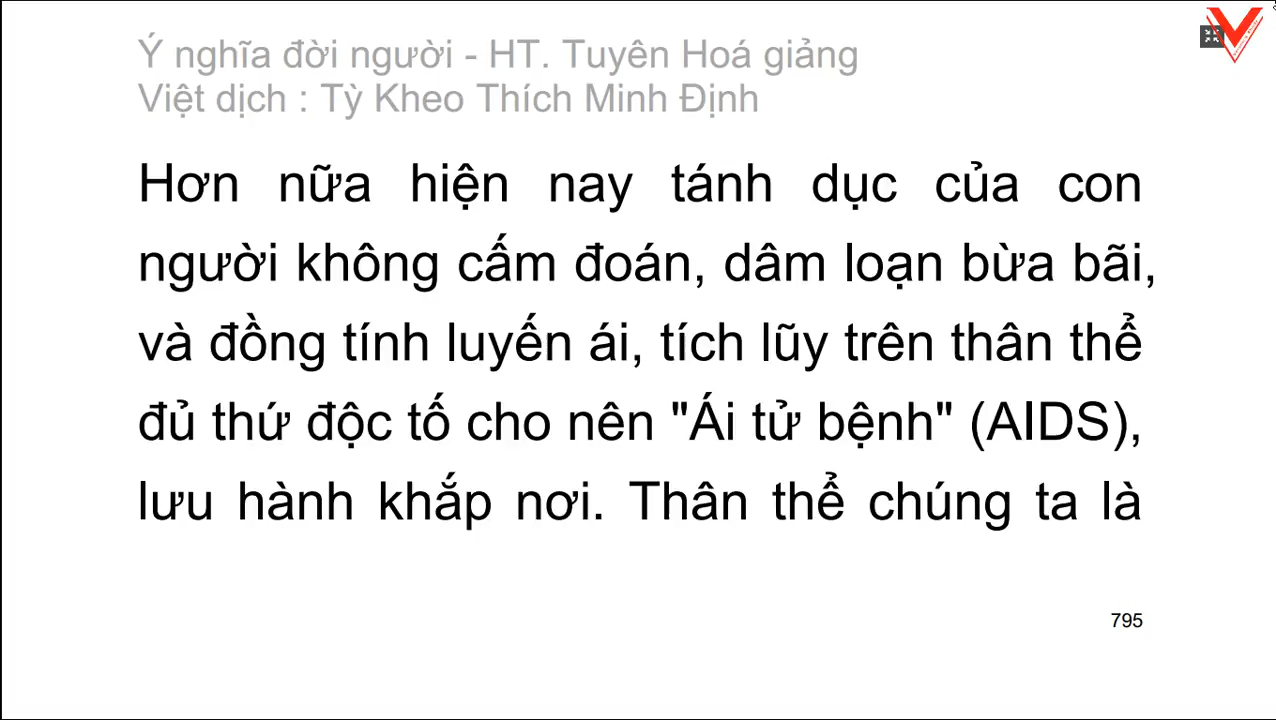 Ý nghĩa đời người - HT. Tuyên Hoá giảng
Việt dịch : Tỳ Kheo Thích Minh Định
Hơn nữa hiện nay tánh dục của con
người không cấm đoán, dâm loạn bừa bãi,
và đồng tính luyến ái, tích lũy trên thân thể
đủ thứ độc tố cho nên "Ái tử bệnh" (AIDS),
lưu hành khắp nơi. Thân thể chúng ta là
795